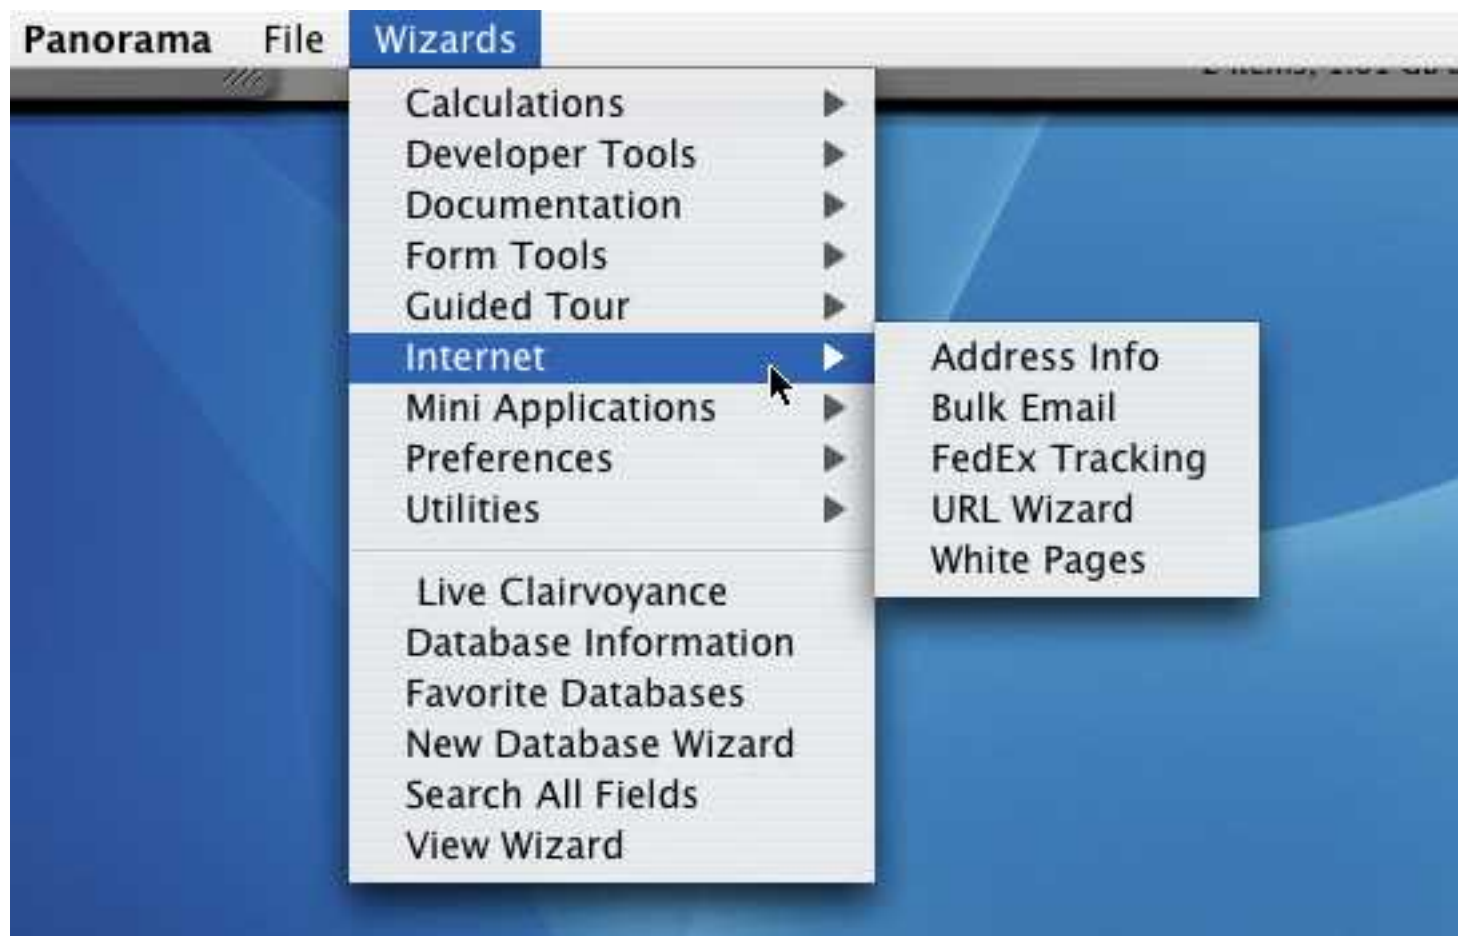 Panorama File Wizards
Calculations
Developer Tools
Documentation
Form Tools
Guided Tour
Internet
Mini Applications
Preferences
Utilities
Live Clairvoyance
Database Information
Favorite Databases
New Database Wizard
Search All Fields
View Wizard
Address Info
Bulk Email
FedEx Tracking
URL Wizard
White Pages